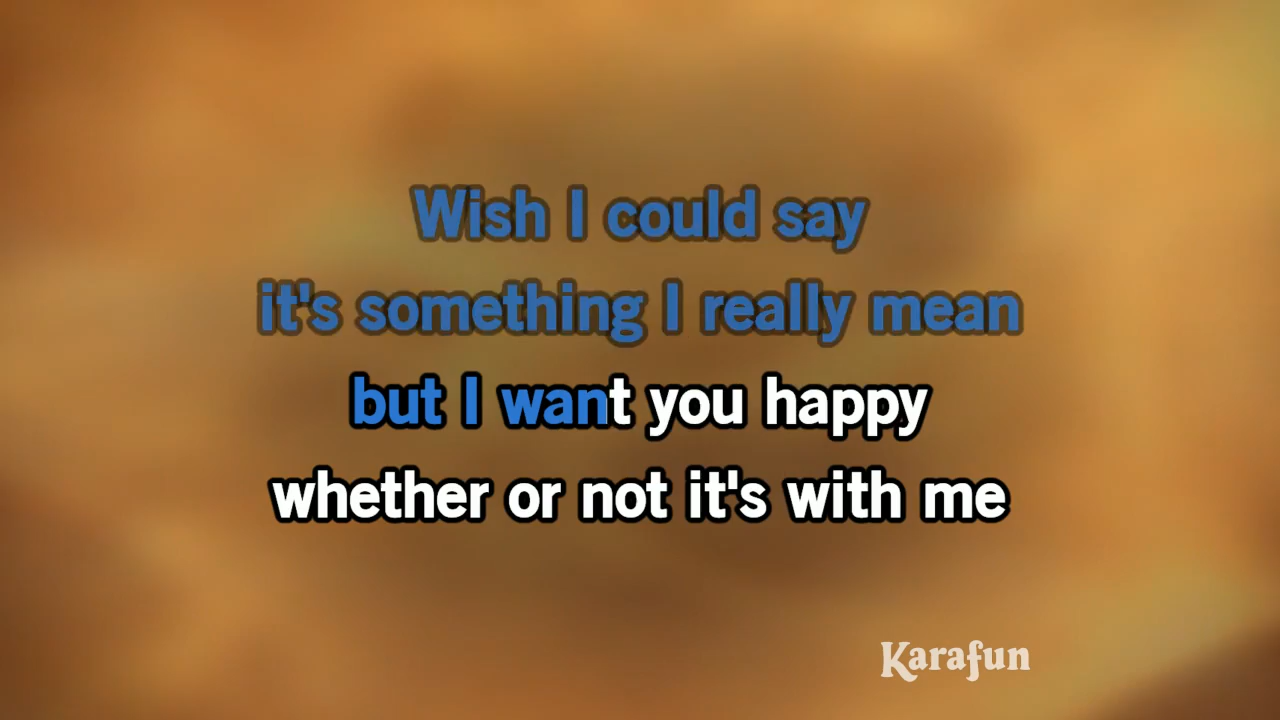 Wish I could say
it's something I really mean
but I want you happy
whether or not it's with me
Karafun